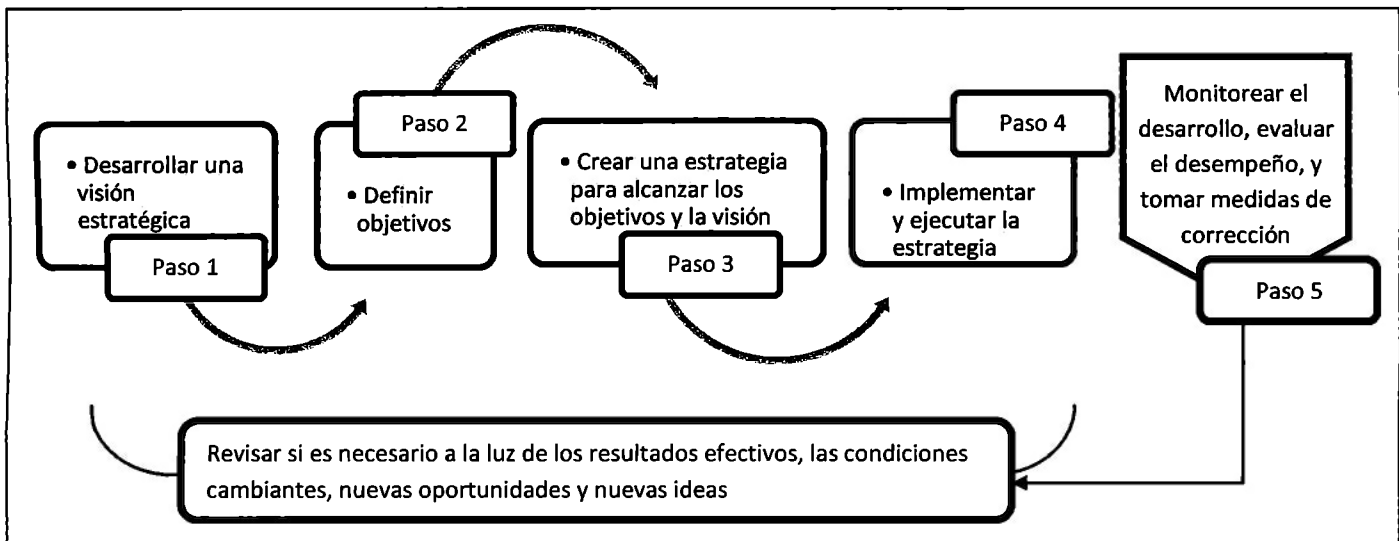 • Desarrollar una
visión
estratégica
Paso 1
Paso 2
• Definir
objetivos
• Crear una estrategia
para alcanzar los
objetivos y la visión
Paso 3
Paso 4
• Implementar
y ejecutar la
estrategia
Monitorear el
desarrollo, evaluar
el desempeño, y
tomar medidas de
corrección
Paso 5
Revisar si es necesario a la luz de los resultados efectivos, las condiciones
cambiantes, nuevas oportunidades y nuevas ideas